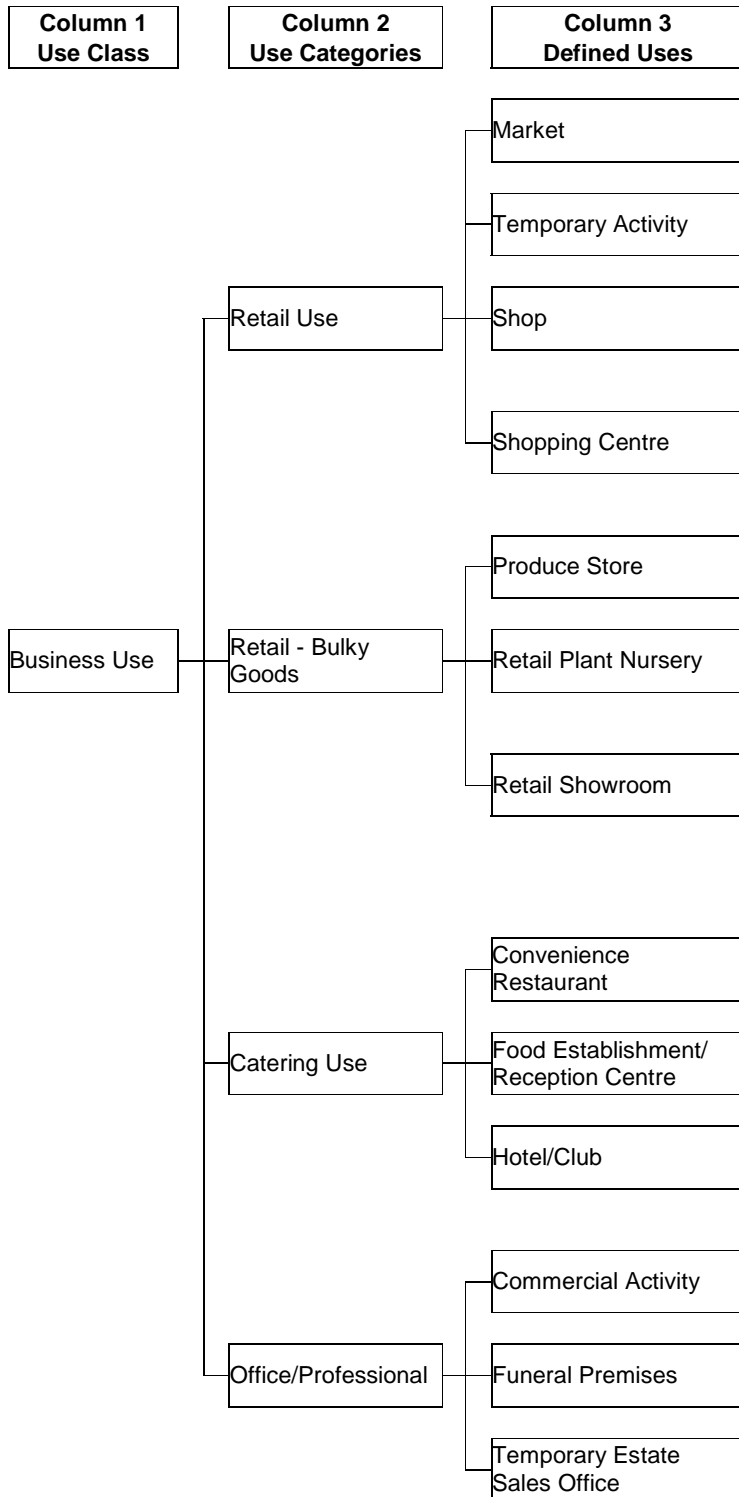 Column 1
Use Class
Column 2
Use Categories
Column 3
Defined Uses
Market
Temporary Activity
Retail Use
Shop
Shopping Centre
Produce Store
Business Use
Retail - Bulky
Goods
Retail Plant Nursery
Retail Showroom
Convenience
Restaurant
Catering Use
Food Establishment/
Reception Centre
Hotel/Club
Commercial Activity
Office/Professional
Funeral Premises
Temporary Estate
Sales Office